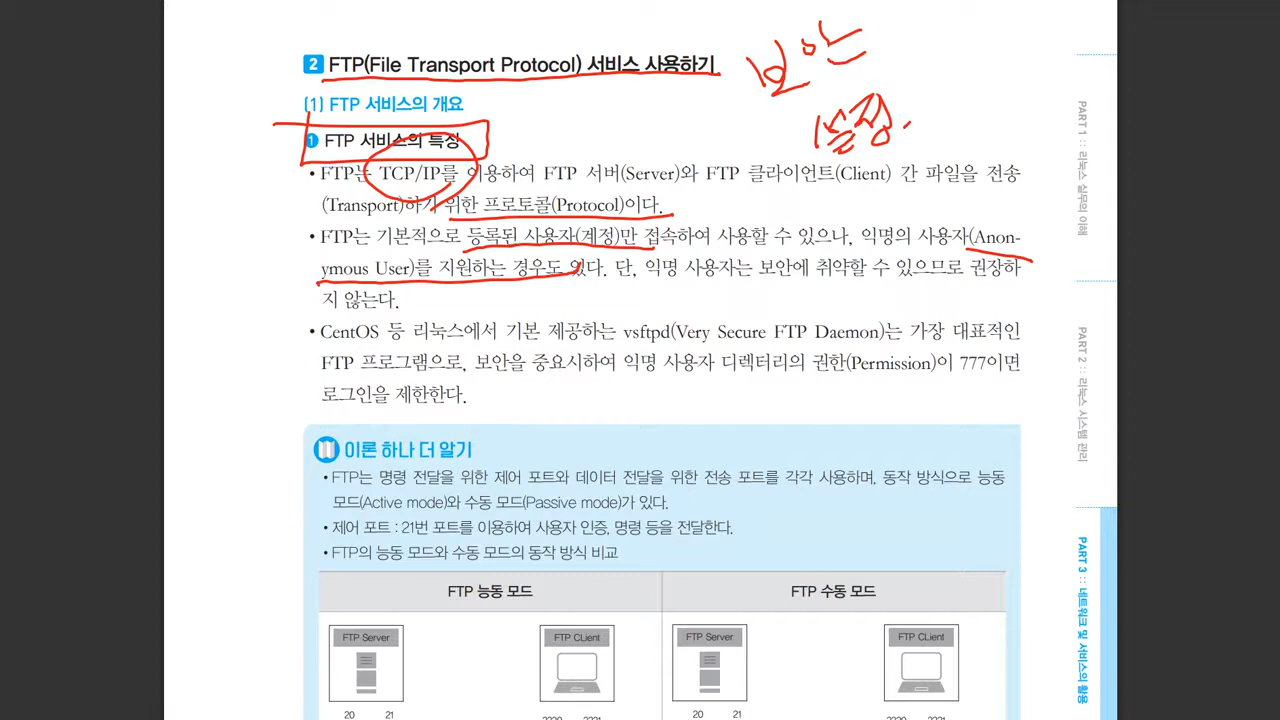 2 FTP(File Transport Protocol) 서비스 사용하기
보안
설정.
(1) FTP 서비스의 개요
1 FTP 서비스의 특징
• FTP는 TCP/IP를 이용하여 FTP 서버(Server)와 FTP 클라이언트(Client) 간 파일을 전송
(Transport)하기 위한 프로토콜(Protocol)이다.
• FTP는 기본적으로 등록된 사용자(계정)만 접속하여 사용할 수 있으나, 익명의 사용자(Anon-
ymous User)를 지원하는 경우도 있다. 단, 익명 사용자는 보안에 취약할 수 있으므로 권장하
지 않는다.
• CentOS 등 리눅스에서 기본 제공하는 vsftpd(Very Secure FTP Daemon)는 가장 대표적인
FTP 프로그램으로, 보안을 중요시하여 익명 사용자 디렉터리의 권한(Permission)이 777이면
로그인을 제한한다.
이론 하나 더 알기
• FTP는 명령 전달을 위한 제어 포트와 데이터 전달을 위한 전송 포트를 각각 사용하며, 동작 방식으로 능동
모드(Active mode)와 수동 모드(Passive mode)가 있다.
• 제어 포트 : 21번 포트를 이용하여 사용자 인증, 명령 등을 전달한다.
• FTP의 능동 모드와 수동 모드의 동작 방식 비교
FTP 능동 모드 FTP 수동 모드
FTP Server FTP CLient FTP Server FTP CLient
20 21 20 21
PART 1 :: 리눅스 실무의 이해
PART 2 :: 리눅스 시스템 관리
PART 3 :: 네트워크 및 서비스의 활용